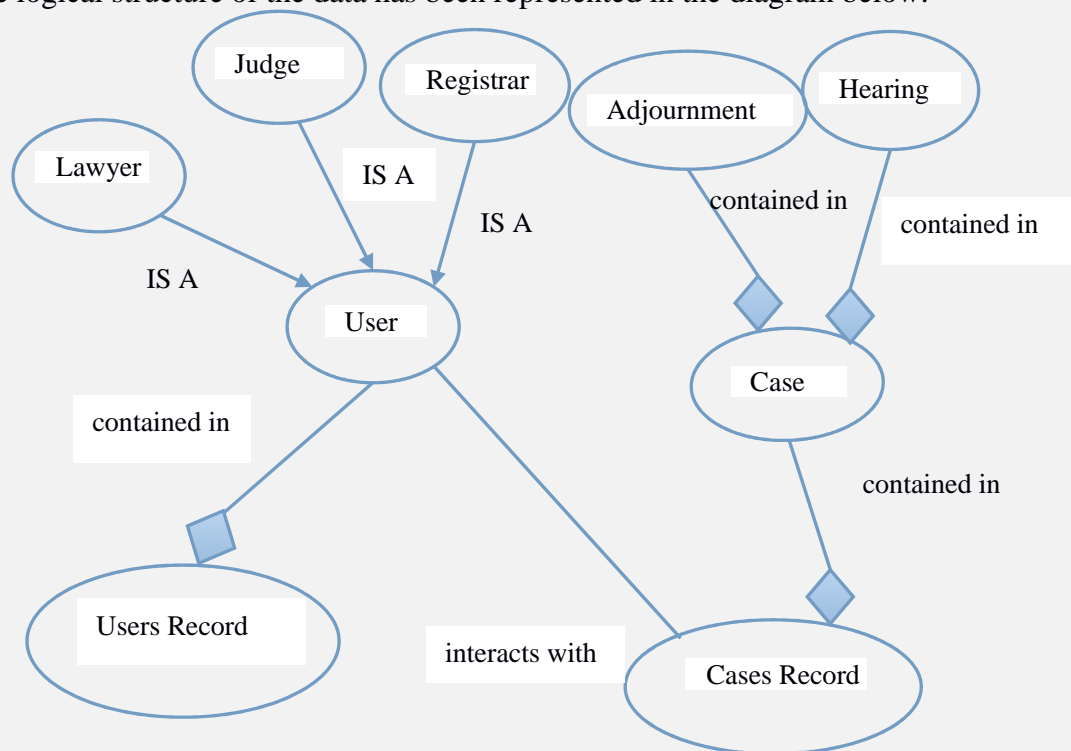 e logical structure of the data has been represented in the diagram below.
Judge
Registrar
Adjournment
Hearing
Lawyer
IS A
contained in
IS A
contained in
IS A
User
Case
contained in
contained in
Users Record
interacts with
Cases Record